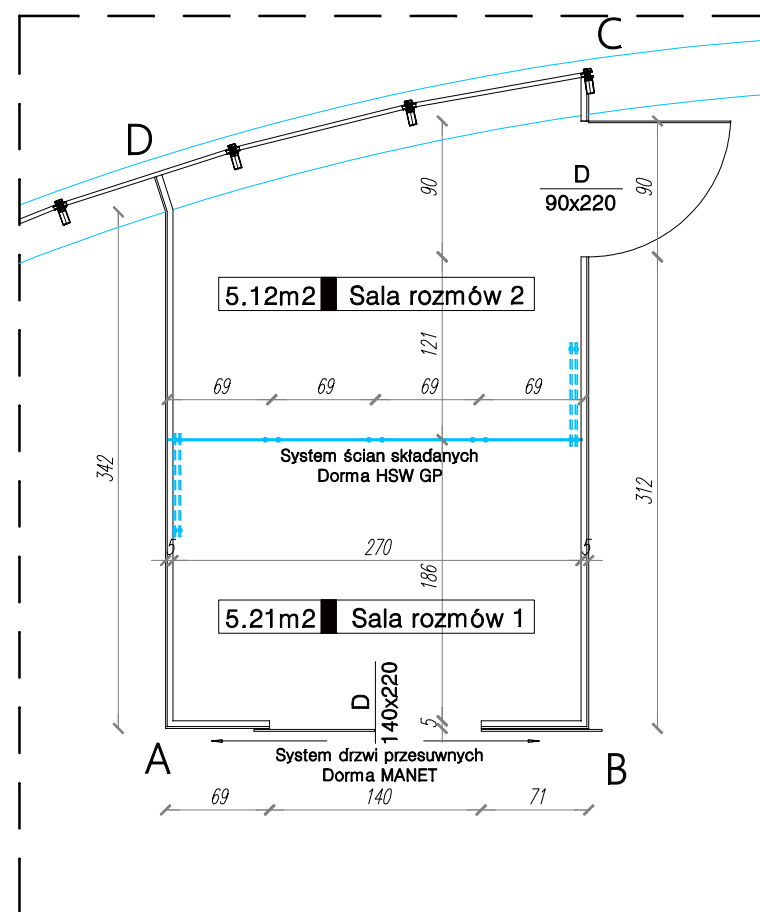 C
D
D
90x220
90
90
5.12m2 Sala rozmów 2
121
69 69 69 69
System ścian składanych
Dorma HSW GP
342
312
5 270 5
186
5.21m2 Sala rozmów 1
D
140x220
5
A
System drzwi przesuwnych
Dorma MANET
B
69 140 71